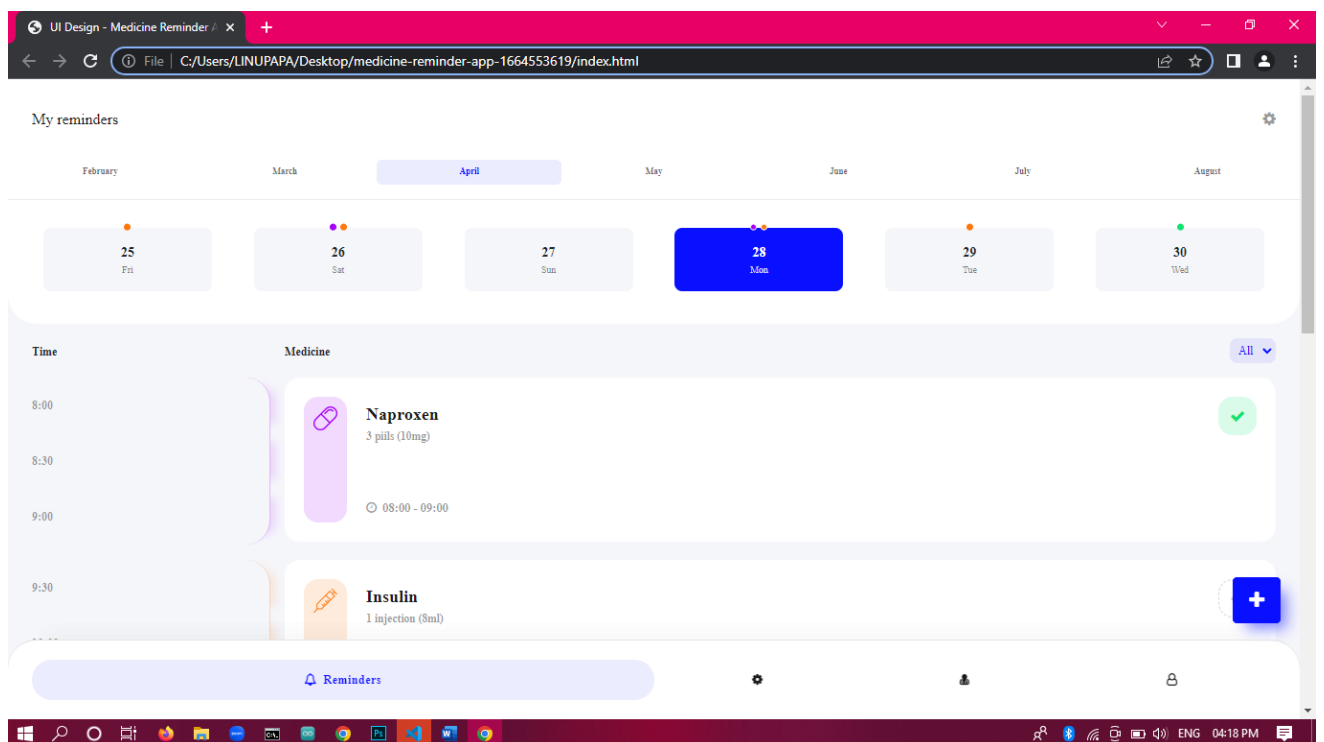 UI Design - Medicine Reminder A
File | C:/Users/LINUPAPA/Desktop/medicine-reminder-app-1664553619/index.html
My reminders
February March April May June July August
25 26 27 28 29 30
Fri Sat Sun Mon Tue Wed
Time Medicine All
8:00
Naproxen
3 piils (10mg)
8:30
08:00 - 09:00
9:00
9:30
Insulin
1 injection (8ml)
Reminders
Ps W ENG 04:18 PM